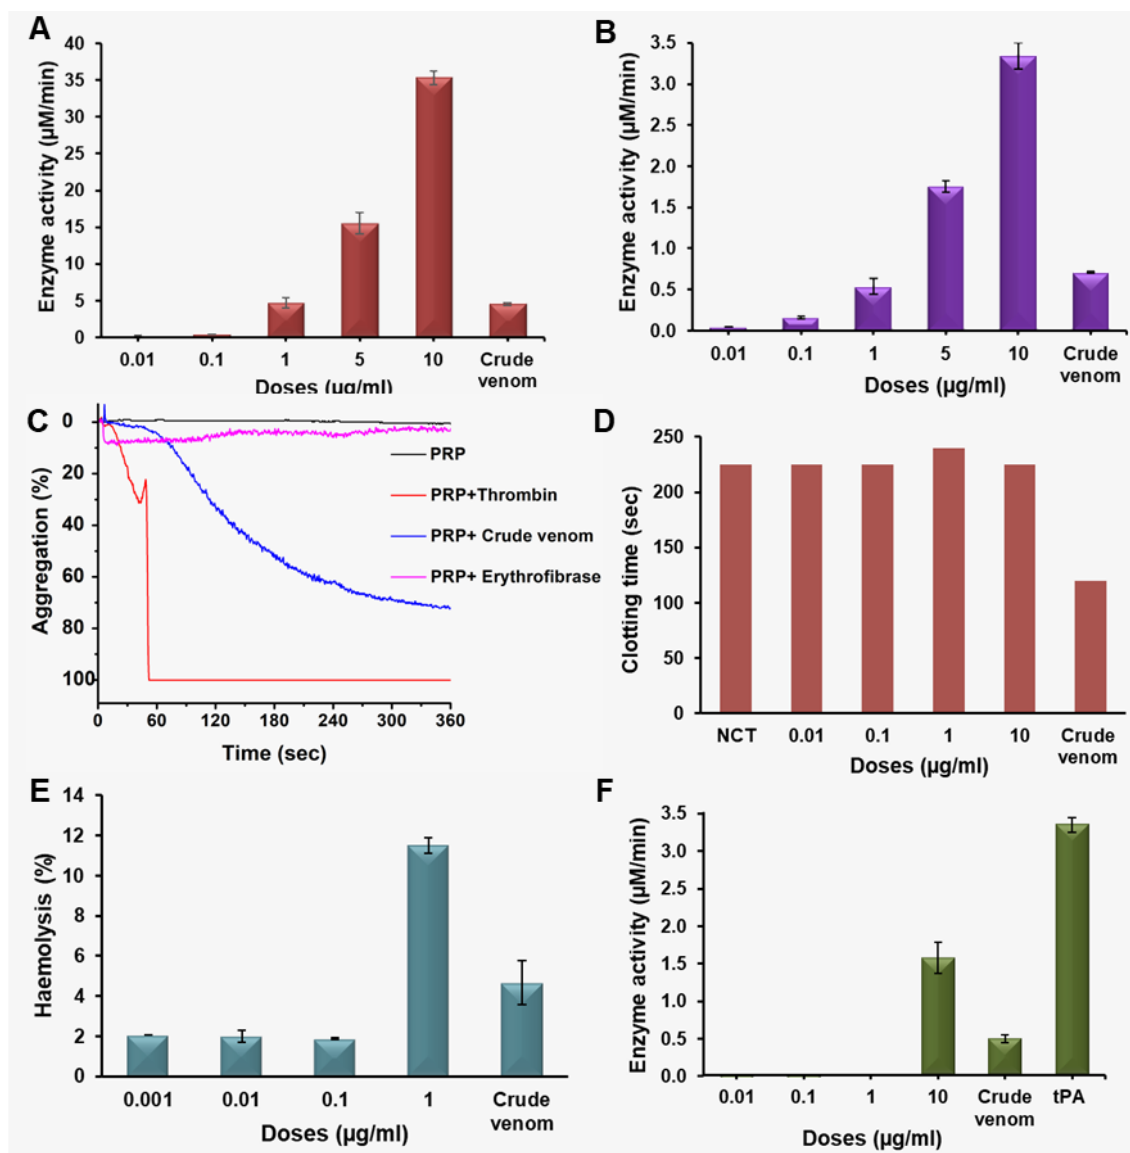 A
Enzyme activity (µM/min)
40
35
30
25
20
15
10
5
0
0.01 0.1 1 5 10 Crude
venom
Doses (µg/ml)
B
Enzyme activity (µM/min)
3.5
3.0
2.5
2.0
1.5
1.0
0.5
0.0
0.01 0.1 1 5 10 Crude
venom
Doses (µg/ml)
C
Aggregation (%)
0
20
40
60
80
100
PRP
PRP+Thrombin
PRP+ Crude venom
PRP+ Erythrofibrase
0 60 120 180 240 300 360
Time (sec)
D
Clotting time (sec)
250
200
150
100
50
0
NCT 0.01 0.1 1 10 Crude
venom
Doses (µg/ml)
E
Haemolysis (%)
14
12
10
8
6
4
2
0
0.001 0.01 0.1 1 Crude
venom
Doses (µg/ml)
F
Enzyme activity (µM/min)
3.5
3.0
2.5
2.0
1.5
1.0
0.5
0.0
0.01 0.1 1 10 Crude tPA
venom
Doses (µg/ml)